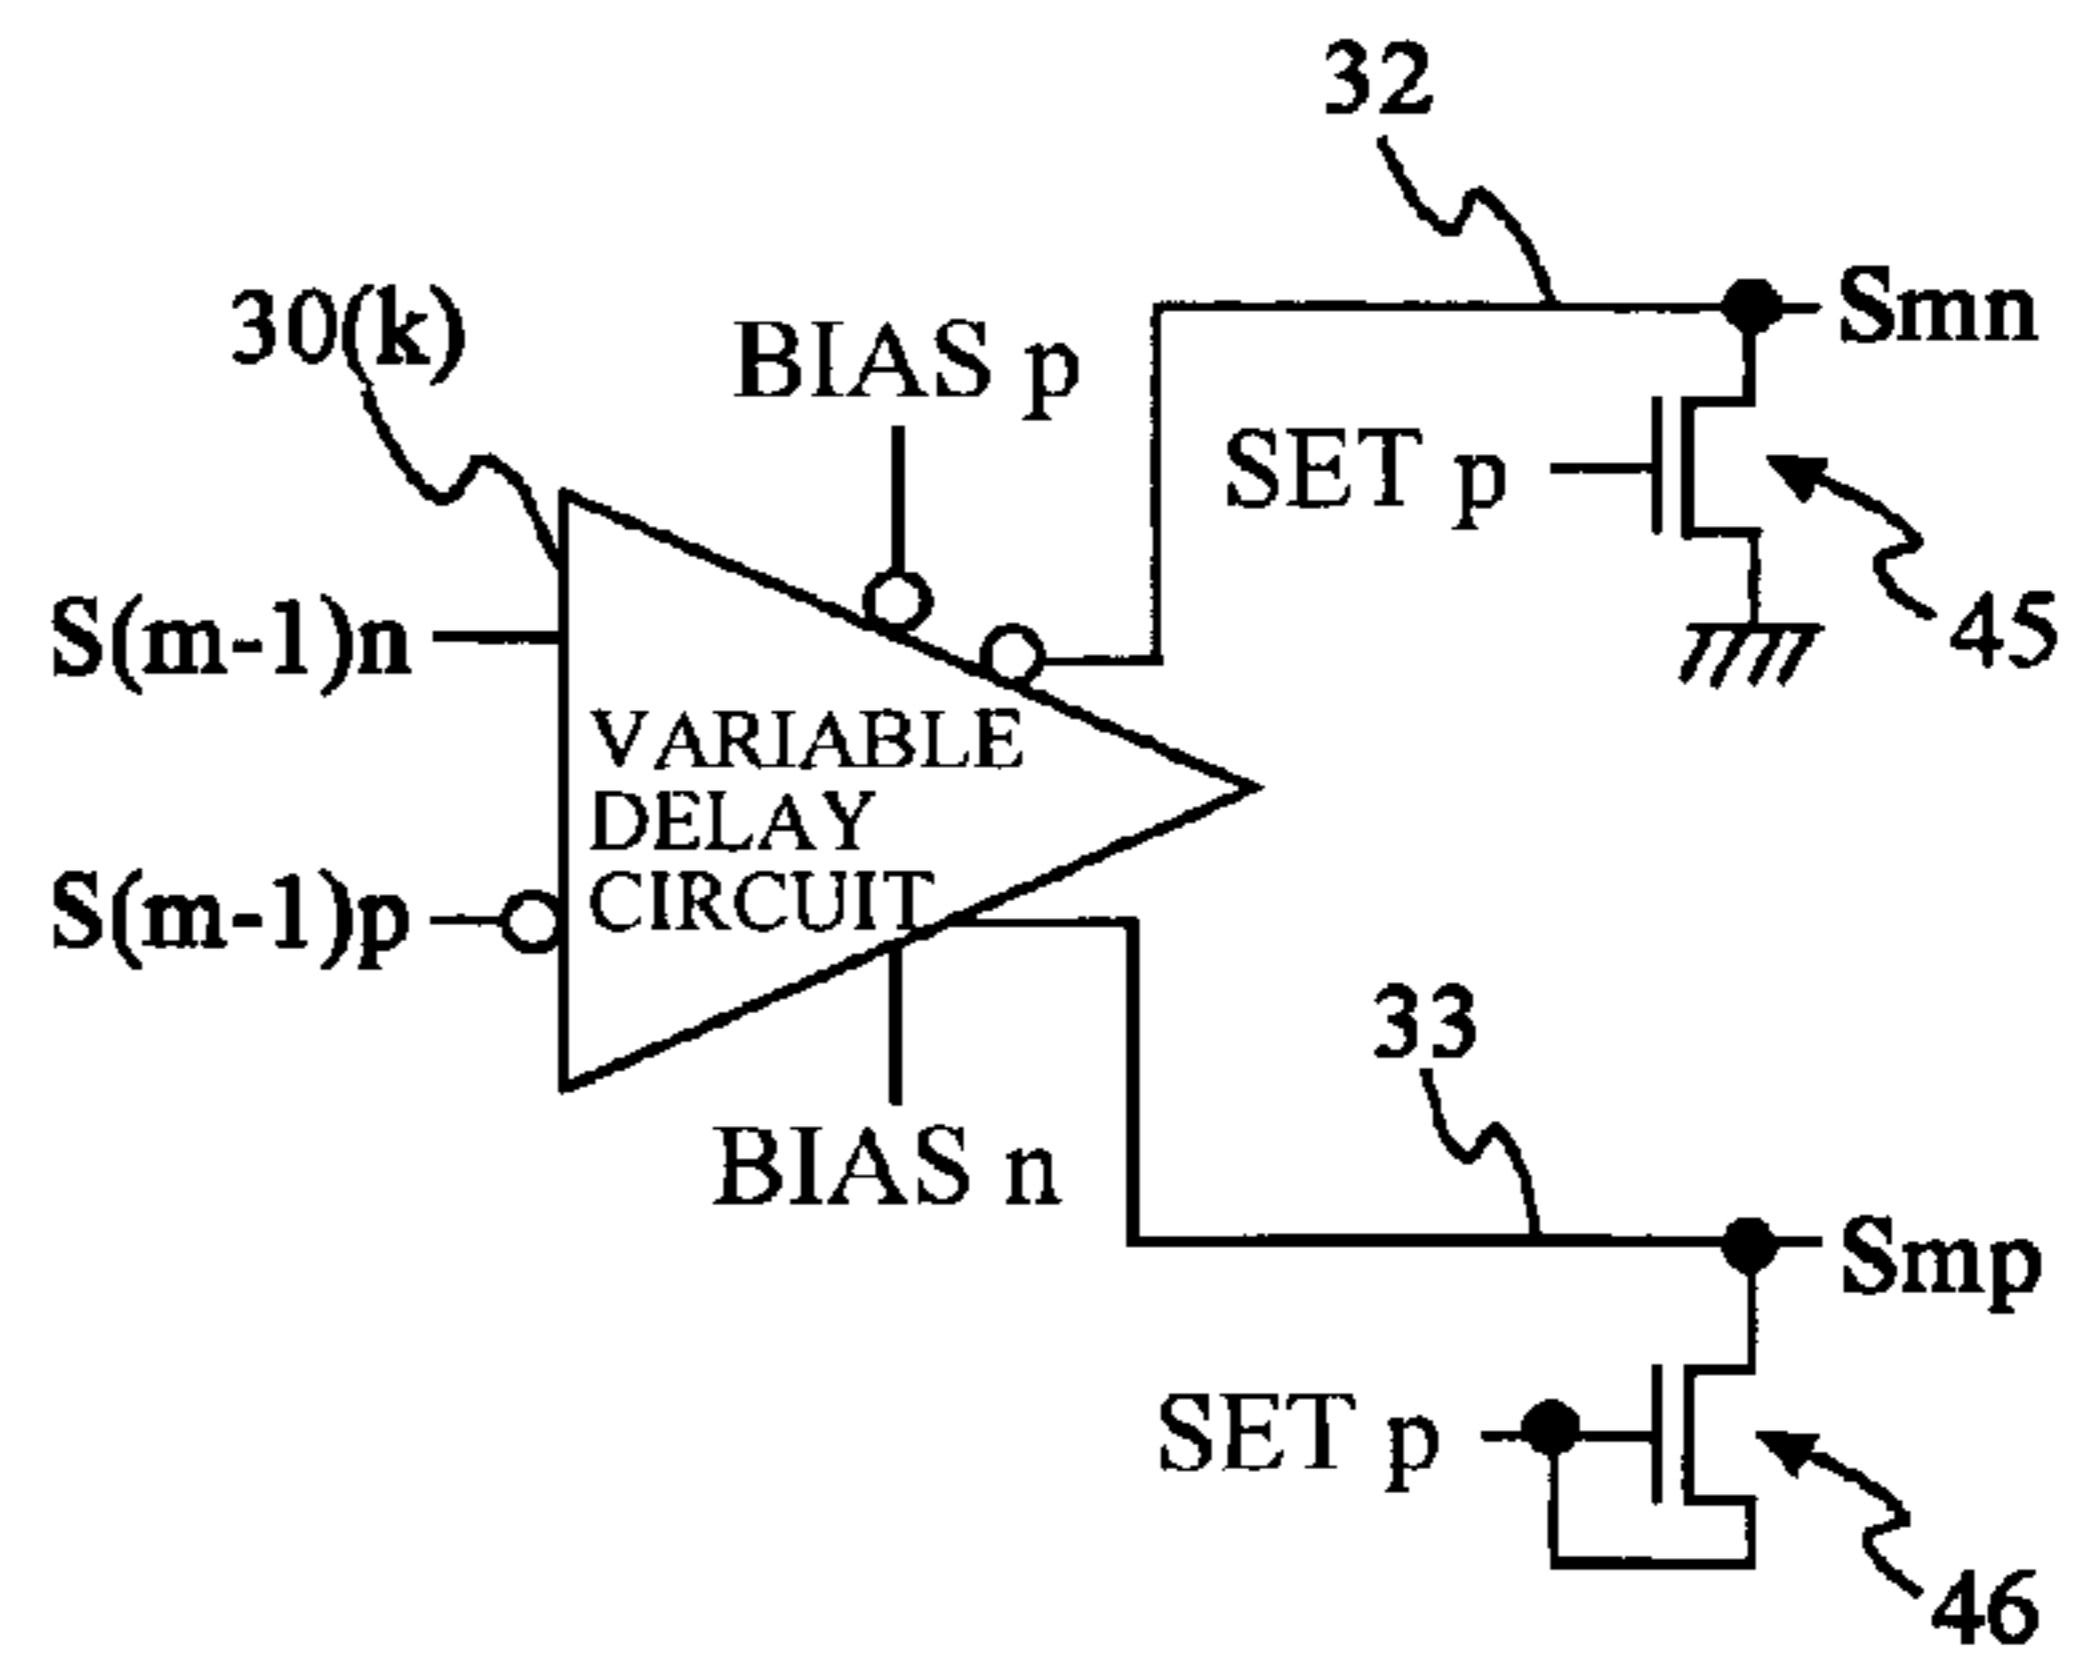 32
30(k)
BIAS p
Smn
SET p
S(m-1)n
45
VARIABLE
DELAY
CIRCUIT
S(m-1)p
33
BIAS n
Smp
SET p
46